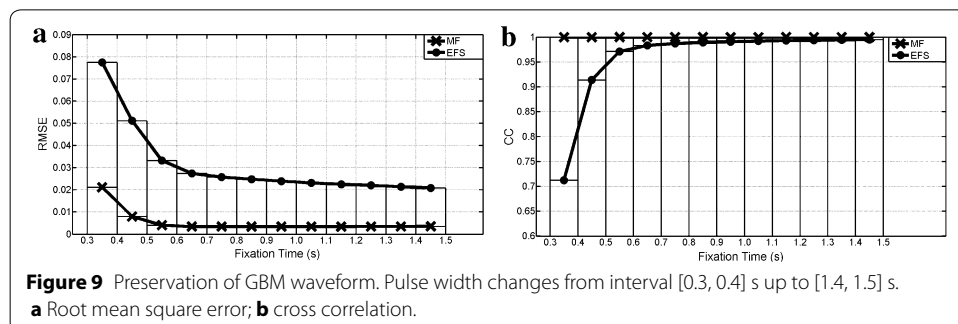 a
0.09
0.08
0.07
0.06
0.05
0.04
0.03
0.02
0.01
0
RMSE
MF
EFS
0.3 0.4 0.5 0.6 0.7 0.8 0.9 1.0 1.1 1.2 1.3 1.4 1.5
Fixation Time (s)
b
1
0.95
0.9
0.85
0.8
0.75
0.7
0.65
0.6
CC
MF
EFS
0.3 0.4 0.5 0.6 0.7 0.8 0.9 1.0 1.1 1.2 1.3 1.4 1.5
Fixation Time (s)
Figure 9 Preservation of GBM waveform. Pulse width changes from interval [0.3, 0.4] s up to [1.4, 1.5] s.
a Root mean square error; b cross correlation.